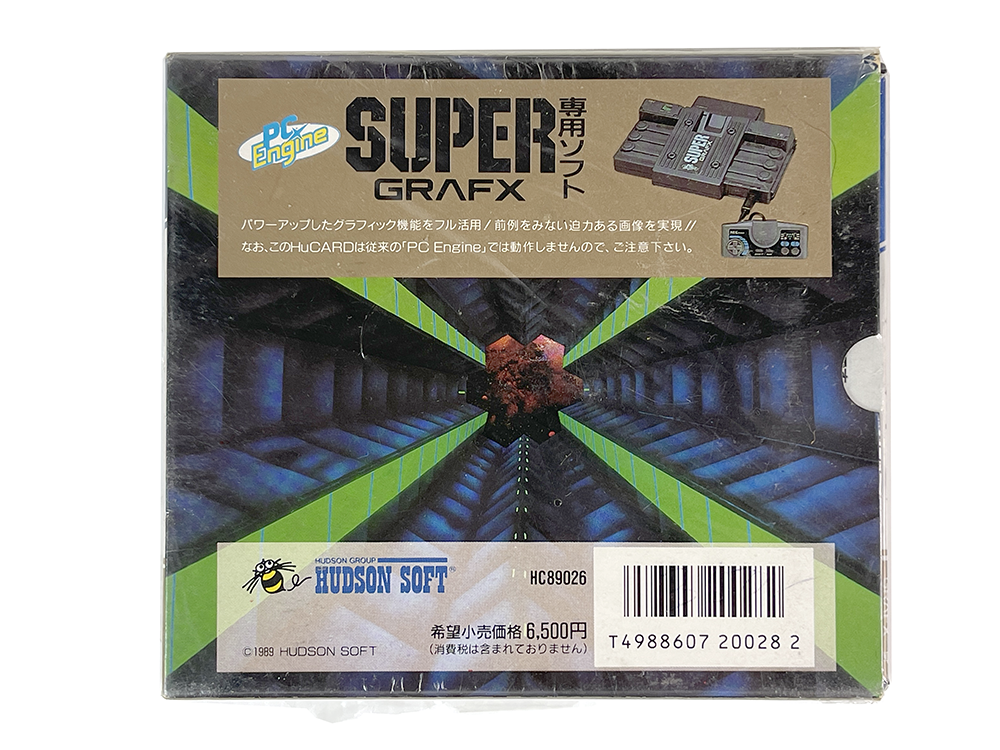 PC Engine
SUPER GRAFX
専用ソフト
SUPER GRAFX
パワーアップしたグラフィック機能をフル活用!前例をみない迫力ある画像を実現!!
なお、このHuCARDは従来の「PC Engine」では動作しませんので、ご注意下さい。
HUDSON GROUP
HUDSON SOFT®
HC89026
希望小売価格 6,500円
(消費税は含まれておりません)
© 1989 HUDSON SOFT
T4988607 20028 2